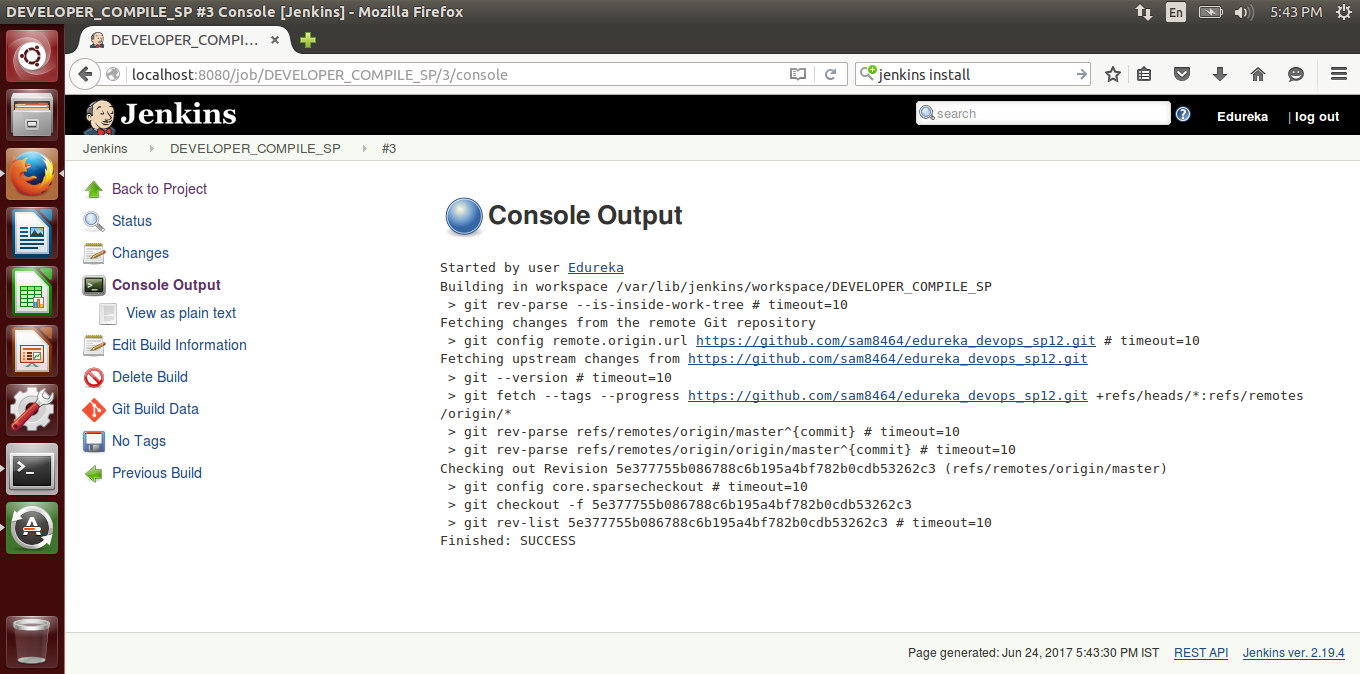 DEVELOPER_COMPILE_SP #3 Console [Jenkins] - Mozilla Firefox
En
5:43 PM
DEVELOPER_COMPI...
localhost:8080/job/DEVELOPER_COMPILE_SP/3/console
jenkins install
Jenkins
search
Edureka
| log out
Jenkins
DEVELOPER_COMPILE_SP
#3
Back to Project
Status
Changes
Console Output
View as plain text
Edit Build Information
Delete Build
Git Build Data
No Tags
Previous Build
Console Output
Started by user Edureka
Building in workspace /var/lib/jenkins/workspace/DEVELOPER_COMPILE_SP
> git rev-parse --is-inside-work-tree # timeout=10
Fetching changes from the remote Git repository
> git config remote.origin.url https://github.com/sam8464/edureka_devops_sp12.git # timeout=10
Fetching upstream changes from https://github.com/sam8464/edureka_devops_sp12.git
> git --version # timeout=10
> git fetch --tags --progress https://github.com/sam8464/edureka_devops_sp12.git +refs/heads/*:refs/remotes
/origin/*
> git rev-parse refs/remotes/origin/master^{commit} # timeout=10
> git rev-parse refs/remotes/origin/origin/master^{commit} # timeout=10
Checking out Revision 5e377755b086788c6b195a4bf782b0cdb53262c3 (refs/remotes/origin/master)
> git config core.sparsecheckout # timeout=10
> git checkout -f 5e377755b086788c6b195a4bf782b0cdb53262c3
> git rev-list 5e377755b086788c6b195a4bf782b0cdb53262c3 # timeout=10
Finished: SUCCESS
Page generated: Jun 24, 2017 5:43:30 PM IST
REST API
Jenkins ver. 2.19.4